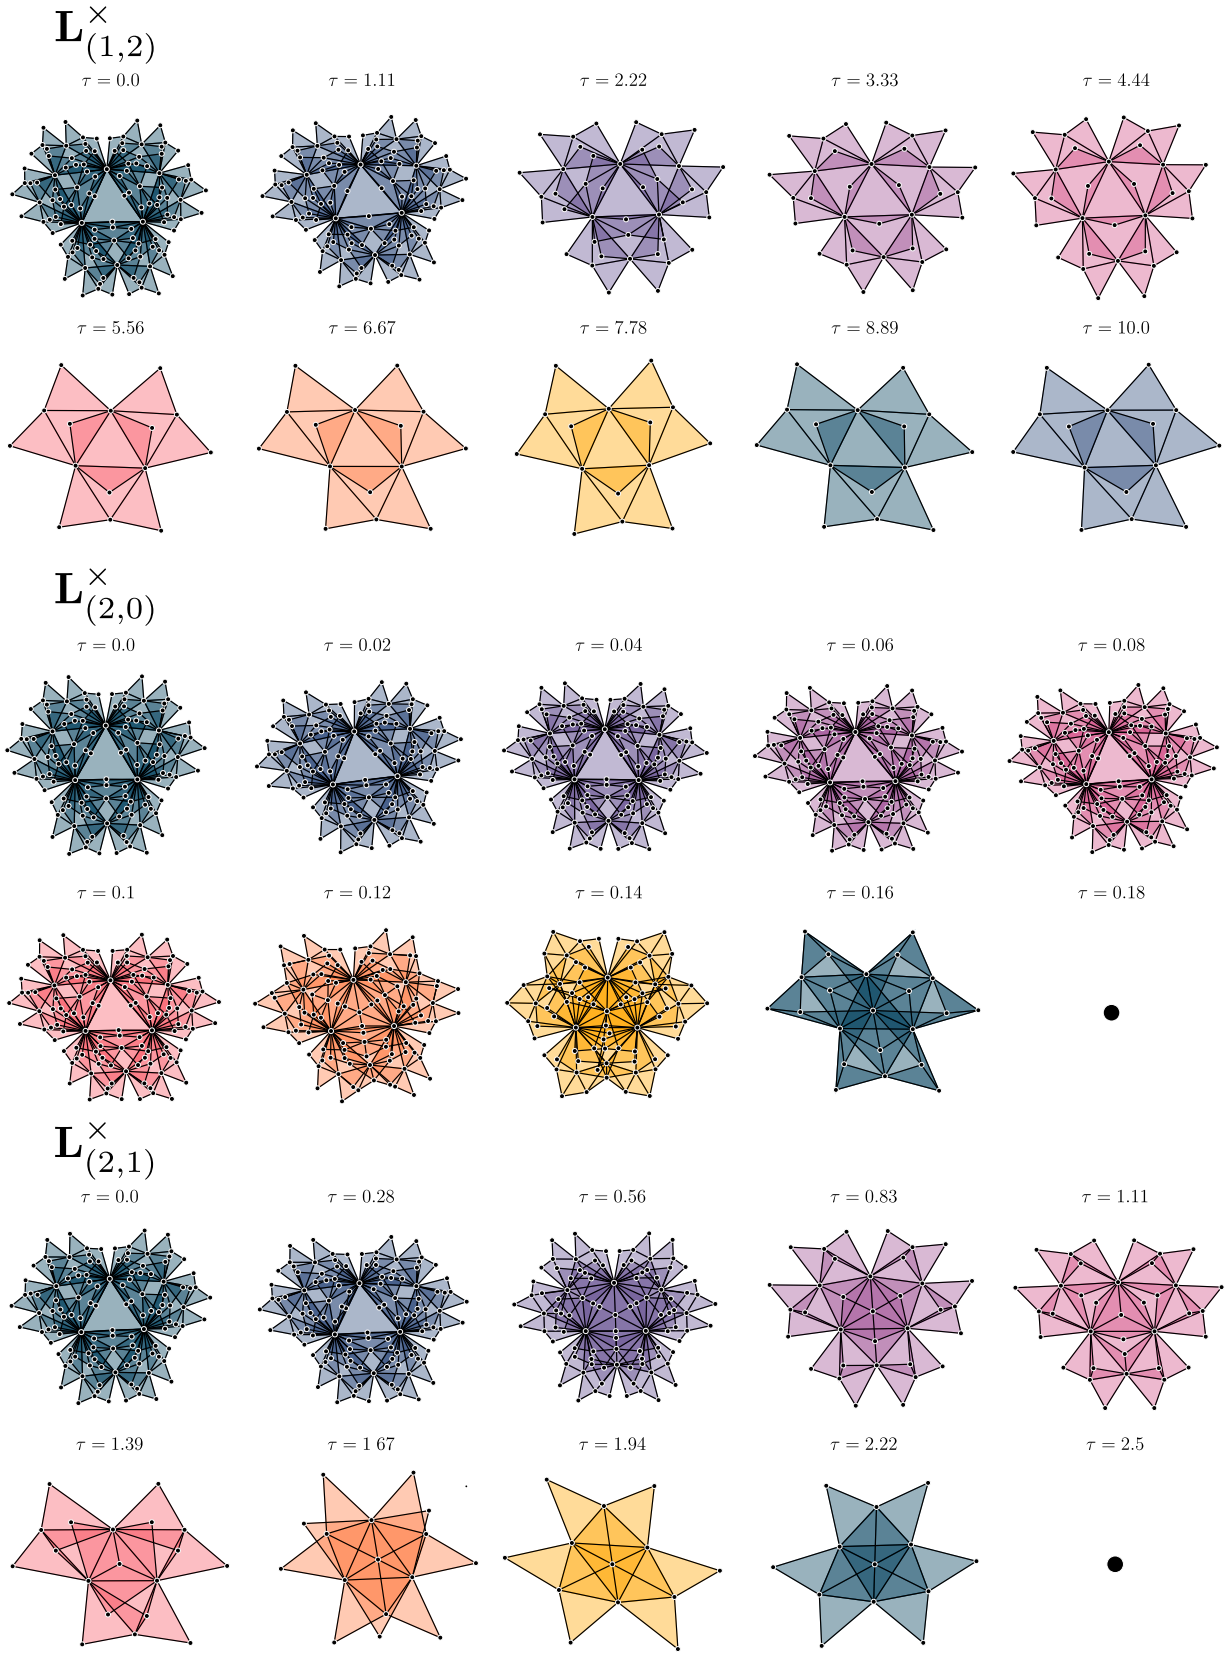 L×(1,2)
τ = 0.0 τ = 1.11 τ = 2.22 τ = 3.33 τ = 4.44
τ = 5.56 τ = 6.67 τ = 7.78 τ = 8.89 τ = 10.0
L×(2,0)
τ = 0.0 τ = 0.02 τ = 0.04 τ = 0.06 τ = 0.08
τ = 0.1 τ = 0.12 τ = 0.14 τ = 0.16 τ = 0.18
L×(2,1)
τ = 0.0 τ = 0.28 τ = 0.56 τ = 0.83 τ = 1.11
τ = 1.39 τ = 1 67 τ = 1.94 τ = 2.22 τ = 2.5